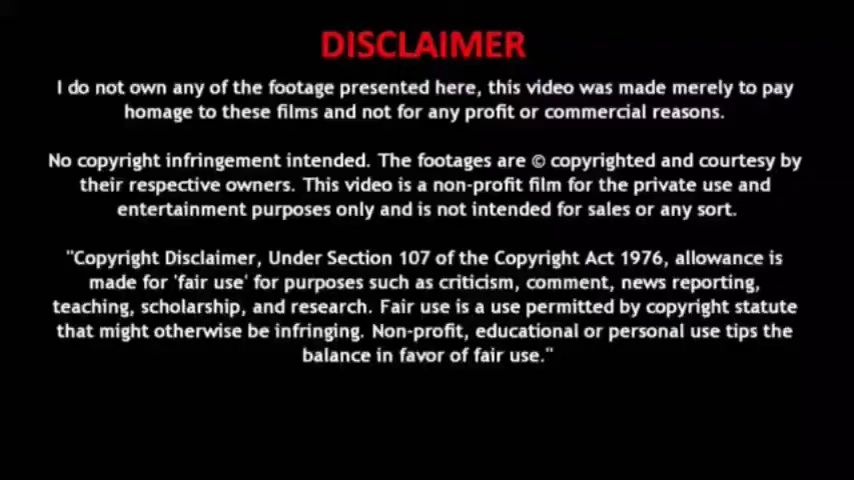 DISCLAIMER
I do not own any of the footage presented here, this video was made merely to pay
homage to these films and not for any profit or commercial reasons.
No copyright infringement intended. The footages are © copyrighted and courtesy by
their respective owners. This video is a non-profit film for the private use and
entertainment purposes only and is not intended for sales or any sort.
"Copyright Disclaimer, Under Section 107 of the Copyright Act 1976, allowance is
made for 'fair use' for purposes such as criticism, comment, news reporting,
teaching, scholarship, and research. Fair use is a use permitted by copyright statute
that might otherwise be infringing. Non-profit, educational or personal use tips the
balance in favor of fair use."